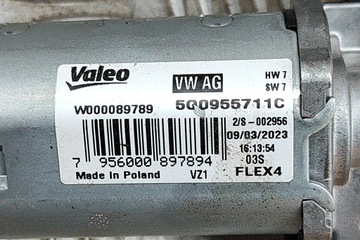 Valeo VW AG HW 7
SW 7
W000089789 5Q0955711C
2/S-002956
09/03/2023
16:13:54
7 956000 897894 03S
Made in Poland VZ1 FLEX4